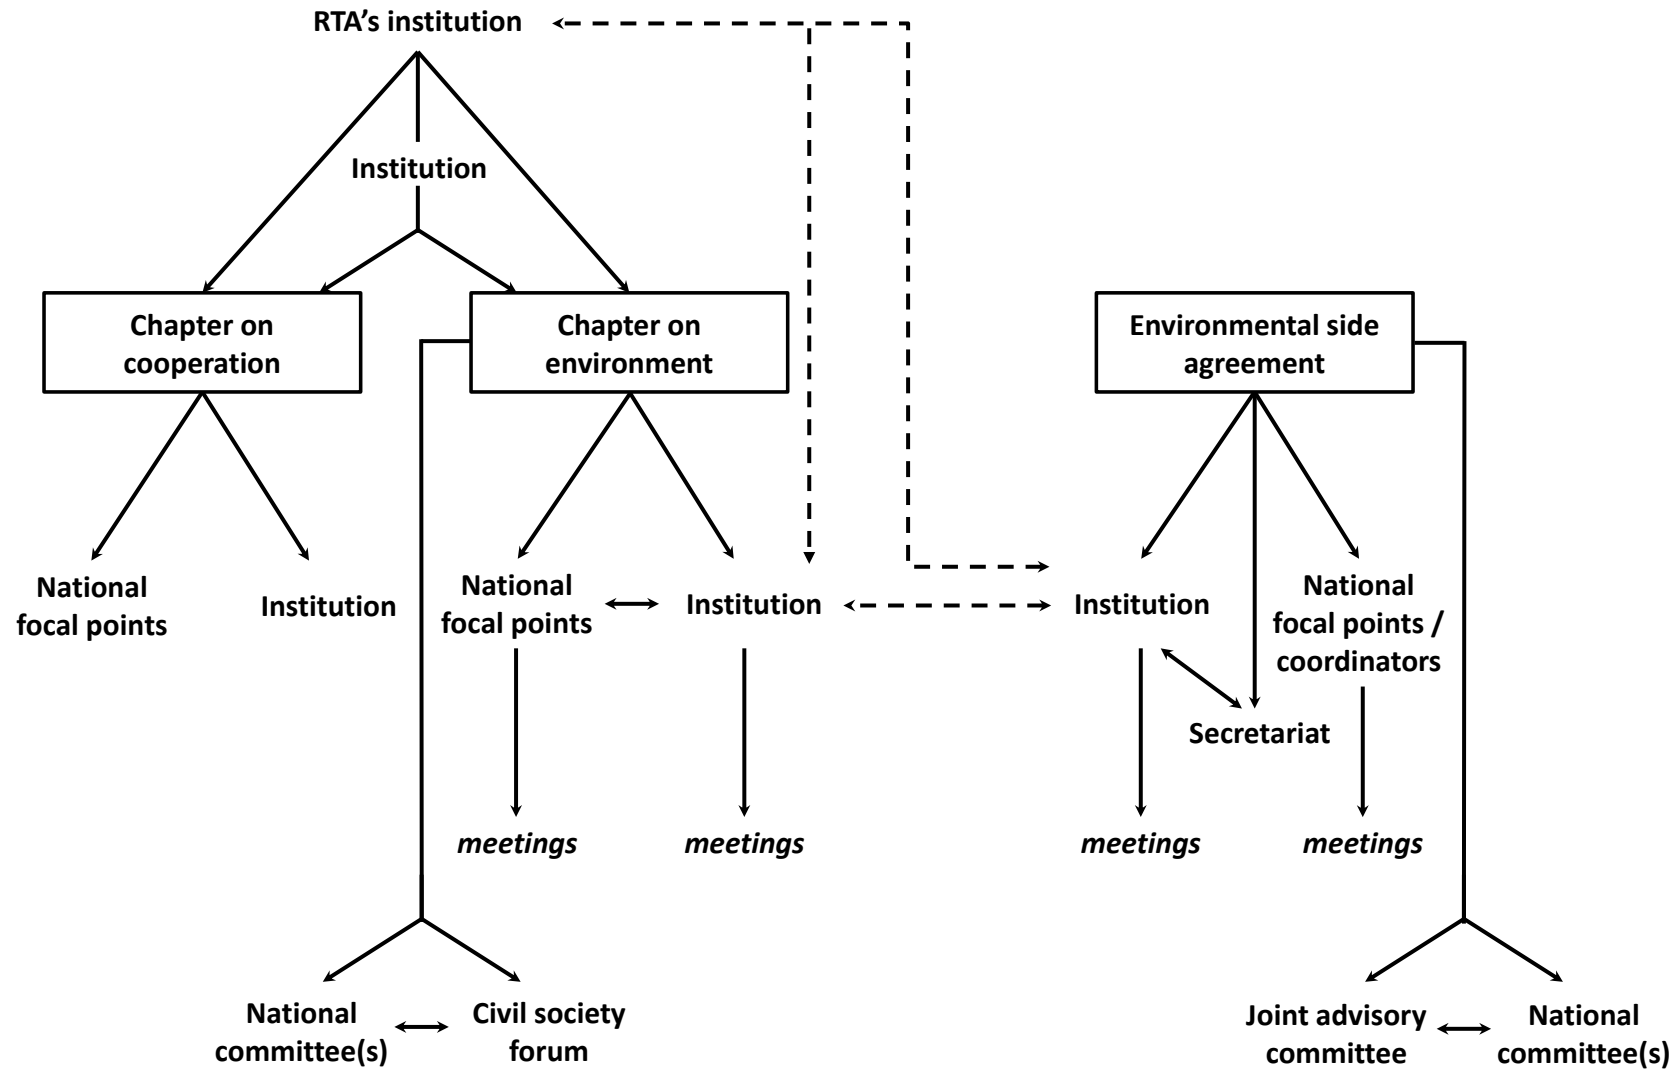 RTA's institution
Institution
Chapter on
cooperation
Chapter on
environment
Environmental side
agreement
National
focal points
Institution
National
focal points
Institution
Institution
National
focal points /
coordinators
Secretariat
meetings
meetings
meetings
meetings
National
committee(s)
Civil society
forum
Joint advisory
committee
National
committee(s)